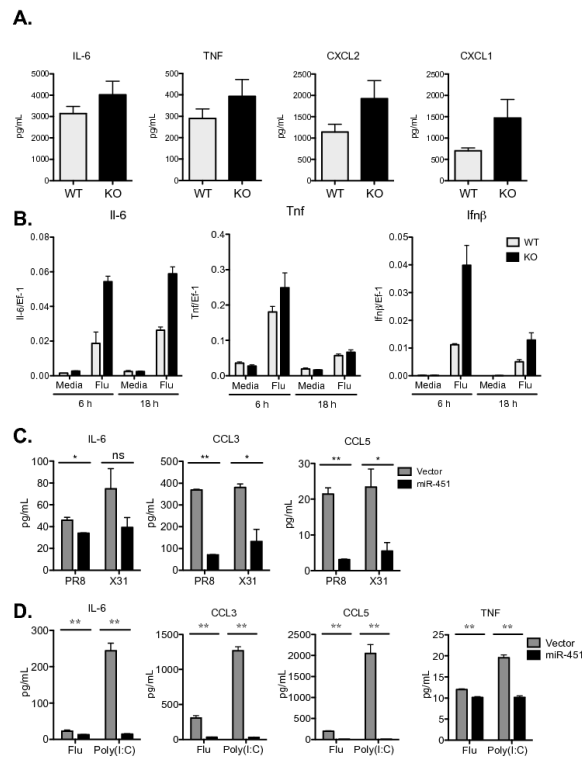 A.
IL-6 TNF CXCL2 CXCL1
5000 500 2500 2500
4000 400 2000 2000
3000 300 1500 1500
2000 200 1000 1000
1000 100 500 500
0 0 0 0
pg/mL pg/mL pg/mL pg/mL
WT KO WT KO WT KO WT KO
B.
Il-6 Tnf Ifnβ
0.08 0.4 0.05
0.06 0.3 0.04
0.04 0.2 0.03
0.02 0.1 0.02
0.00 0.0 0.01
0.00
Il-6/Ef-1 Tnf/Ef-1 Ifnβ/Ef-1
WT
KO
Media Flu Media Flu Media Flu Media Flu Media Flu Media Flu
6 h 18 h 6 h 18 h 6 h 18 h
C.
IL-6 CCL3 CCL5
* ns ** * ** *
100 500 30
80 400 25
60 300 20
40 200 15
20 100 10
0 0 5
0
pg/mL pg/mL pg/mL
Vector
miR-451
PR8 X31 PR8 X31 PR8 X31
D.
IL-6 CCL3 CCL5 TNF
** ** ** ** ** ** ** **
300 1500 2500 25
200 1000 2000 20
100 500 1500 15
0 0 1000 10
500 5
0 0
pg/mL pg/mL pg/mL pg/mL
Vector
miR-451
Flu Poly(I:C) Flu Poly(I:C) Flu Poly(I:C) Flu Poly(I:C)